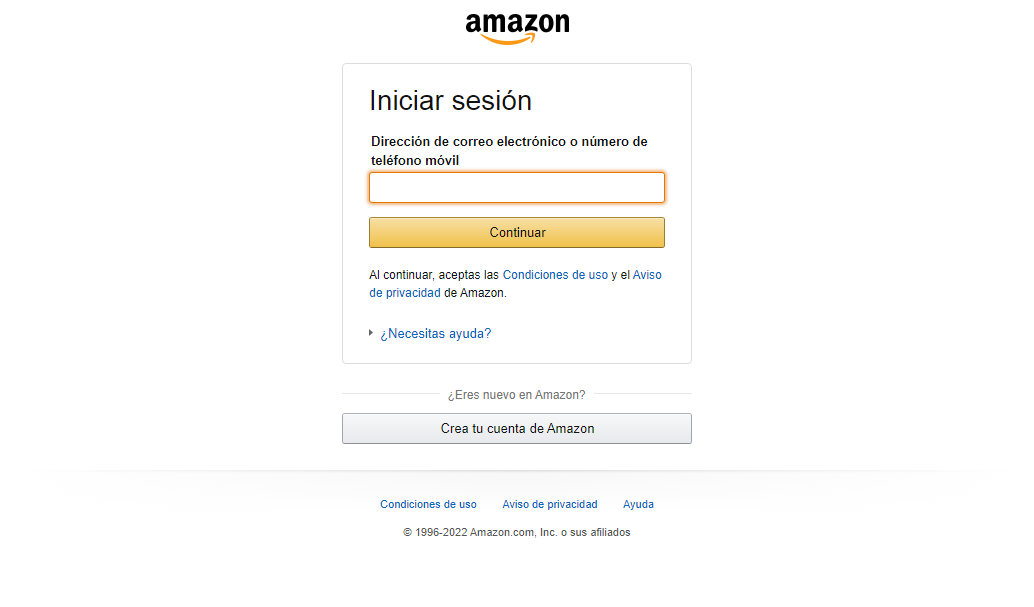 amazon
Iniciar sesión
Dirección de correo electrónico o número de
teléfono móvil
Continuar
Al continuar, aceptas las Condiciones de uso y el Aviso
de privacidad de Amazon.
¿Necesitas ayuda?
¿Eres nuevo en Amazon?
Crea tu cuenta de Amazon
Condiciones de uso Aviso de privacidad Ayuda
© 1996-2022 Amazon.com, Inc. o sus afiliados